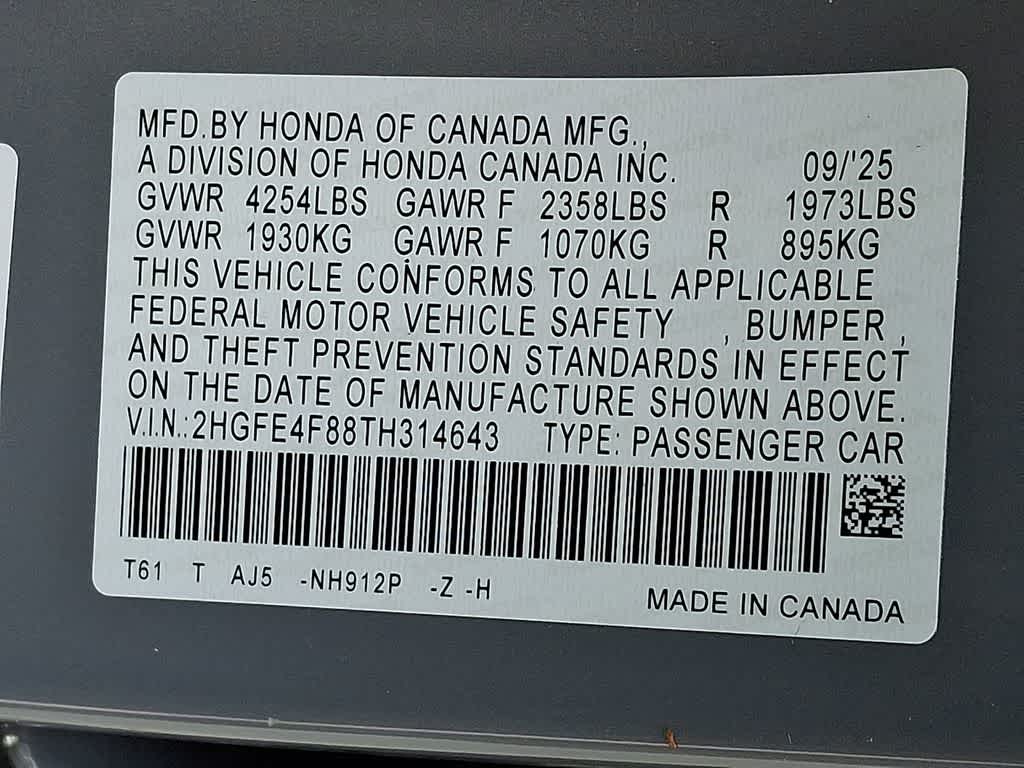 MFD.BY HONDA OF CANADA MFG.,
A DIVISION OF HONDA CANADA INC. 09/'25
GVWR 4254LBS GAWR F 2358LBS R 1973LBS
GVWR 1930KG GAWR F 1070KG R 895KG
THIS VEHICLE CONFORMS TO ALL APPLICABLE
FEDERAL MOTOR VEHICLE SAFETY , BUMPER ,
AND THEFT PREVENTION STANDARDS IN EFFECT
ON THE DATE OF MANUFACTURE SHOWN ABOVE.
V.I.N.:2HGFE4F88TH314643 TYPE: PASSENGER CAR
T61 T AJ5 -NH912P -Z -H
MADE IN CANADA